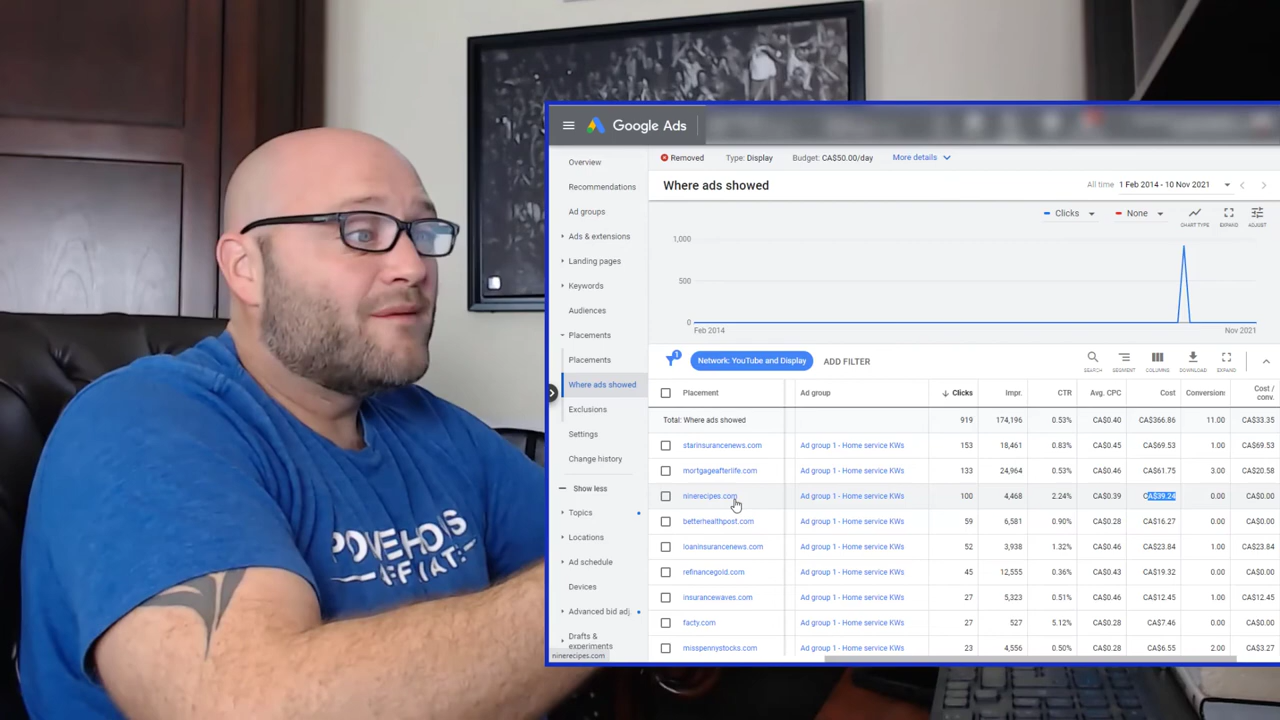 Google Ads
Removed Type: Display Budget: CA$50.00/day More details
Overview
Recommendations
Ad groups
Ads & extensions
Landing pages
Keywords
Audiences
Placements
Placements
Where ads showed
Exclusions
Settings
Change history
Show less
Topics
Locations
Ad schedule
Devices
Advanced bid adj.
Drafts &
experiments
ninerecipes.com
Where ads showed
All time 1 Feb 2014 - 10 Nov 2021
Clicks None
CHART TYPE EXPAND ADJUST
1,000
500
0
Feb 2014 Nov 2021
1 Network: YouTube and Display ADD FILTER
SEARCH SEGMENT COLUMNS DOWNLOAD EXPAND
Placement Ad group Clicks Impr. CTR Avg. CPC Cost Conversions Cost / conv.
Total: Where ads showed 919 174,196 0.53% CA$0.40 CA$366.86 11.00 CA$33.35
starinsurancenews.com Ad group 1 - Home service KWs 153 18,461 0.83% CA$0.45 CA$69.53 1.00 CA$69.53
mortgageafterlife.com Ad group 1 - Home service KWs 133 24,964 0.53% CA$0.46 CA$61.75 3.00 CA$20.58
ninerecipes.com Ad group 1 - Home service KWs 100 4,468 2.24% CA$0.39 CA$39.24 0.00 CA$0.00
betterhealthpost.com Ad group 1 - Home service KWs 59 6,581 0.90% CA$0.28 CA$16.27 0.00 CA$0.00
loaninsurancenews.com Ad group 1 - Home service KWs 52 3,938 1.32% CA$0.46 CA$23.84 1.00 CA$23.84
refinancegold.com Ad group 1 - Home service KWs 45 12,555 0.36% CA$0.43 CA$19.32 0.00 CA$0.00
insurancewaves.com Ad group 1 - Home service KWs 27 5,323 0.51% CA$0.46 CA$12.45 1.00 CA$12.45
facty.com Ad group 1 - Home service KWs 27 527 5.12% CA$0.28 CA$7.46 0.00 CA$0.00
misspennystocks.com Ad group 1 - Home service KWs 23 4,556 0.50% CA$0.28 CA$6.55 2.00 CA$3.27